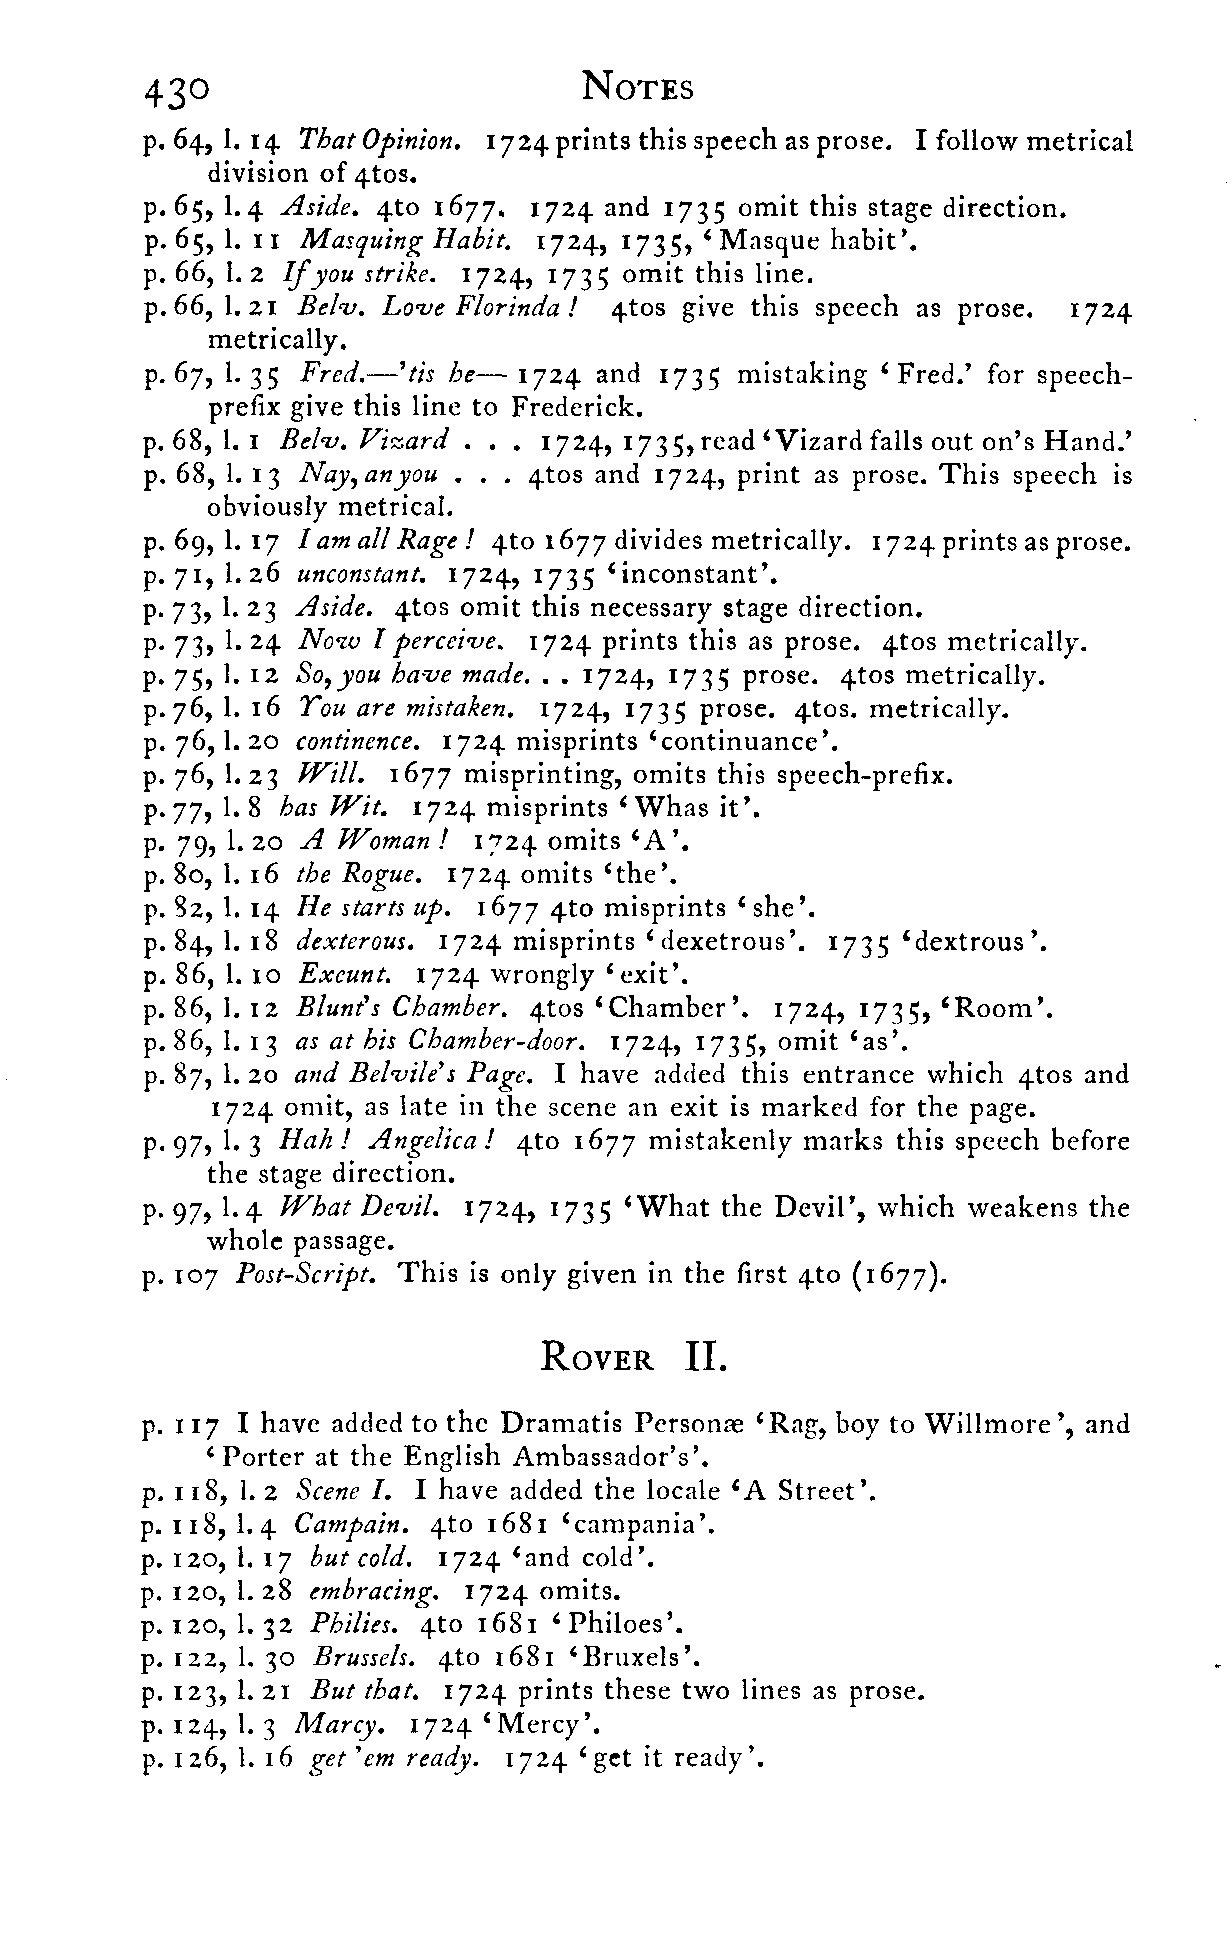 430 NOTES
p. 64, l. 14 That Opinion. 1724 prints this speech as prose. I follow metrical
division of 4tos.
p. 65, l. 4 Aside. 4to 1677. 1724 and 1735 omit this stage direction.
p. 65, l. 11 Masquing Habit. 1724, 1735, ‘Masque habit’.
p. 66, l. 2 If you strike. 1724, 1735 omit this line.
p. 66, l. 21 Belv. Love Florinda! 4tos give this speech as prose. 1724
metrically.
p. 67, l. 35 Fred.—’tis he— 1724 and 1735 mistaking ‘Fred.’ for speech-
prefix give this line to Frederick.
p. 68, l. 1 Belv. Vizard . . . 1724, 1735, read ‘Vizard falls out on’s Hand.’
p. 68, l. 13 Nay, an you . . . 4tos and 1724, print as prose. This speech is
obviously metrical.
p. 69, l. 17 I am all Rage! 4to 1677 divides metrically. 1724 prints as prose.
p. 71, l. 26 unconstant. 1724, 1735 ‘inconstant’.
p. 73, l. 23 Aside. 4tos omit this necessary stage direction.
p. 73, l. 24 Now I perceive. 1724 prints this as prose. 4tos metrically.
p. 75, l. 12 So, you have made. . . 1724, 1735 prose. 4tos metrically.
p. 76, l. 16 You are mistaken. 1724, 1735 prose. 4tos. metrically.
p. 76, l. 20 continence. 1724 misprints ‘continuance’.
p. 76, l. 23 Will. 1677 misprinting, omits this speech-prefix.
p. 77, l. 8 has Wit. 1724 misprints ‘Whas it’.
p. 79, l. 20 A Woman! 1724 omits ‘A’.
p. 80, l. 16 the Rogue. 1724 omits ‘the’.
p. 82, l. 14 He starts up. 1677 4to misprints ‘she’.
p. 84, l. 18 dexterous. 1724 misprints ‘dexetrous’. 1735 ‘dextrous’.
p. 86, l. 10 Exeunt. 1724 wrongly ‘exit’.
p. 86, l. 12 Blunt’s Chamber. 4tos ‘Chamber’. 1724, 1735, ‘Room’.
p. 86, l. 13 as at his Chamber-door. 1724, 1735, omit ‘as’.
p. 87, l. 20 and Belvile’s Page. I have added this entrance which 4tos and
1724 omit, as late in the scene an exit is marked for the page.
p. 97, l. 3 Hah! Angelica! 4to 1677 mistakenly marks this speech before
the stage direction.
p. 97, l. 4 What Devil. 1724, 1735 ‘What the Devil’, which weakens the
whole passage.
p. 107 Post-Script. This is only given in the first 4to (1677).
ROVER II.
p. 117 I have added to the Dramatis Personæ ‘Rag, boy to Willmore’, and
‘Porter at the English Ambassador’s’.
p. 118, l. 2 Scene I. I have added the locale ‘A Street’.
p. 118, l. 4 Campain. 4to 1681 ‘campania’.
p. 120, l. 17 but cold. 1724 ‘and cold’.
p. 120, l. 28 embracing. 1724 omits.
p. 120, l. 32 Philies. 4to 1681 ‘Philoes’.
p. 122, l. 30 Brussels. 4to 1681 ‘Bruxels’.
p. 123, l. 21 But that. 1724 prints these two lines as prose.
p. 124, l. 3 Marcy. 1724 ‘Mercy’.
p. 126, l. 16 get ’em ready. 1724 ‘get it ready’.